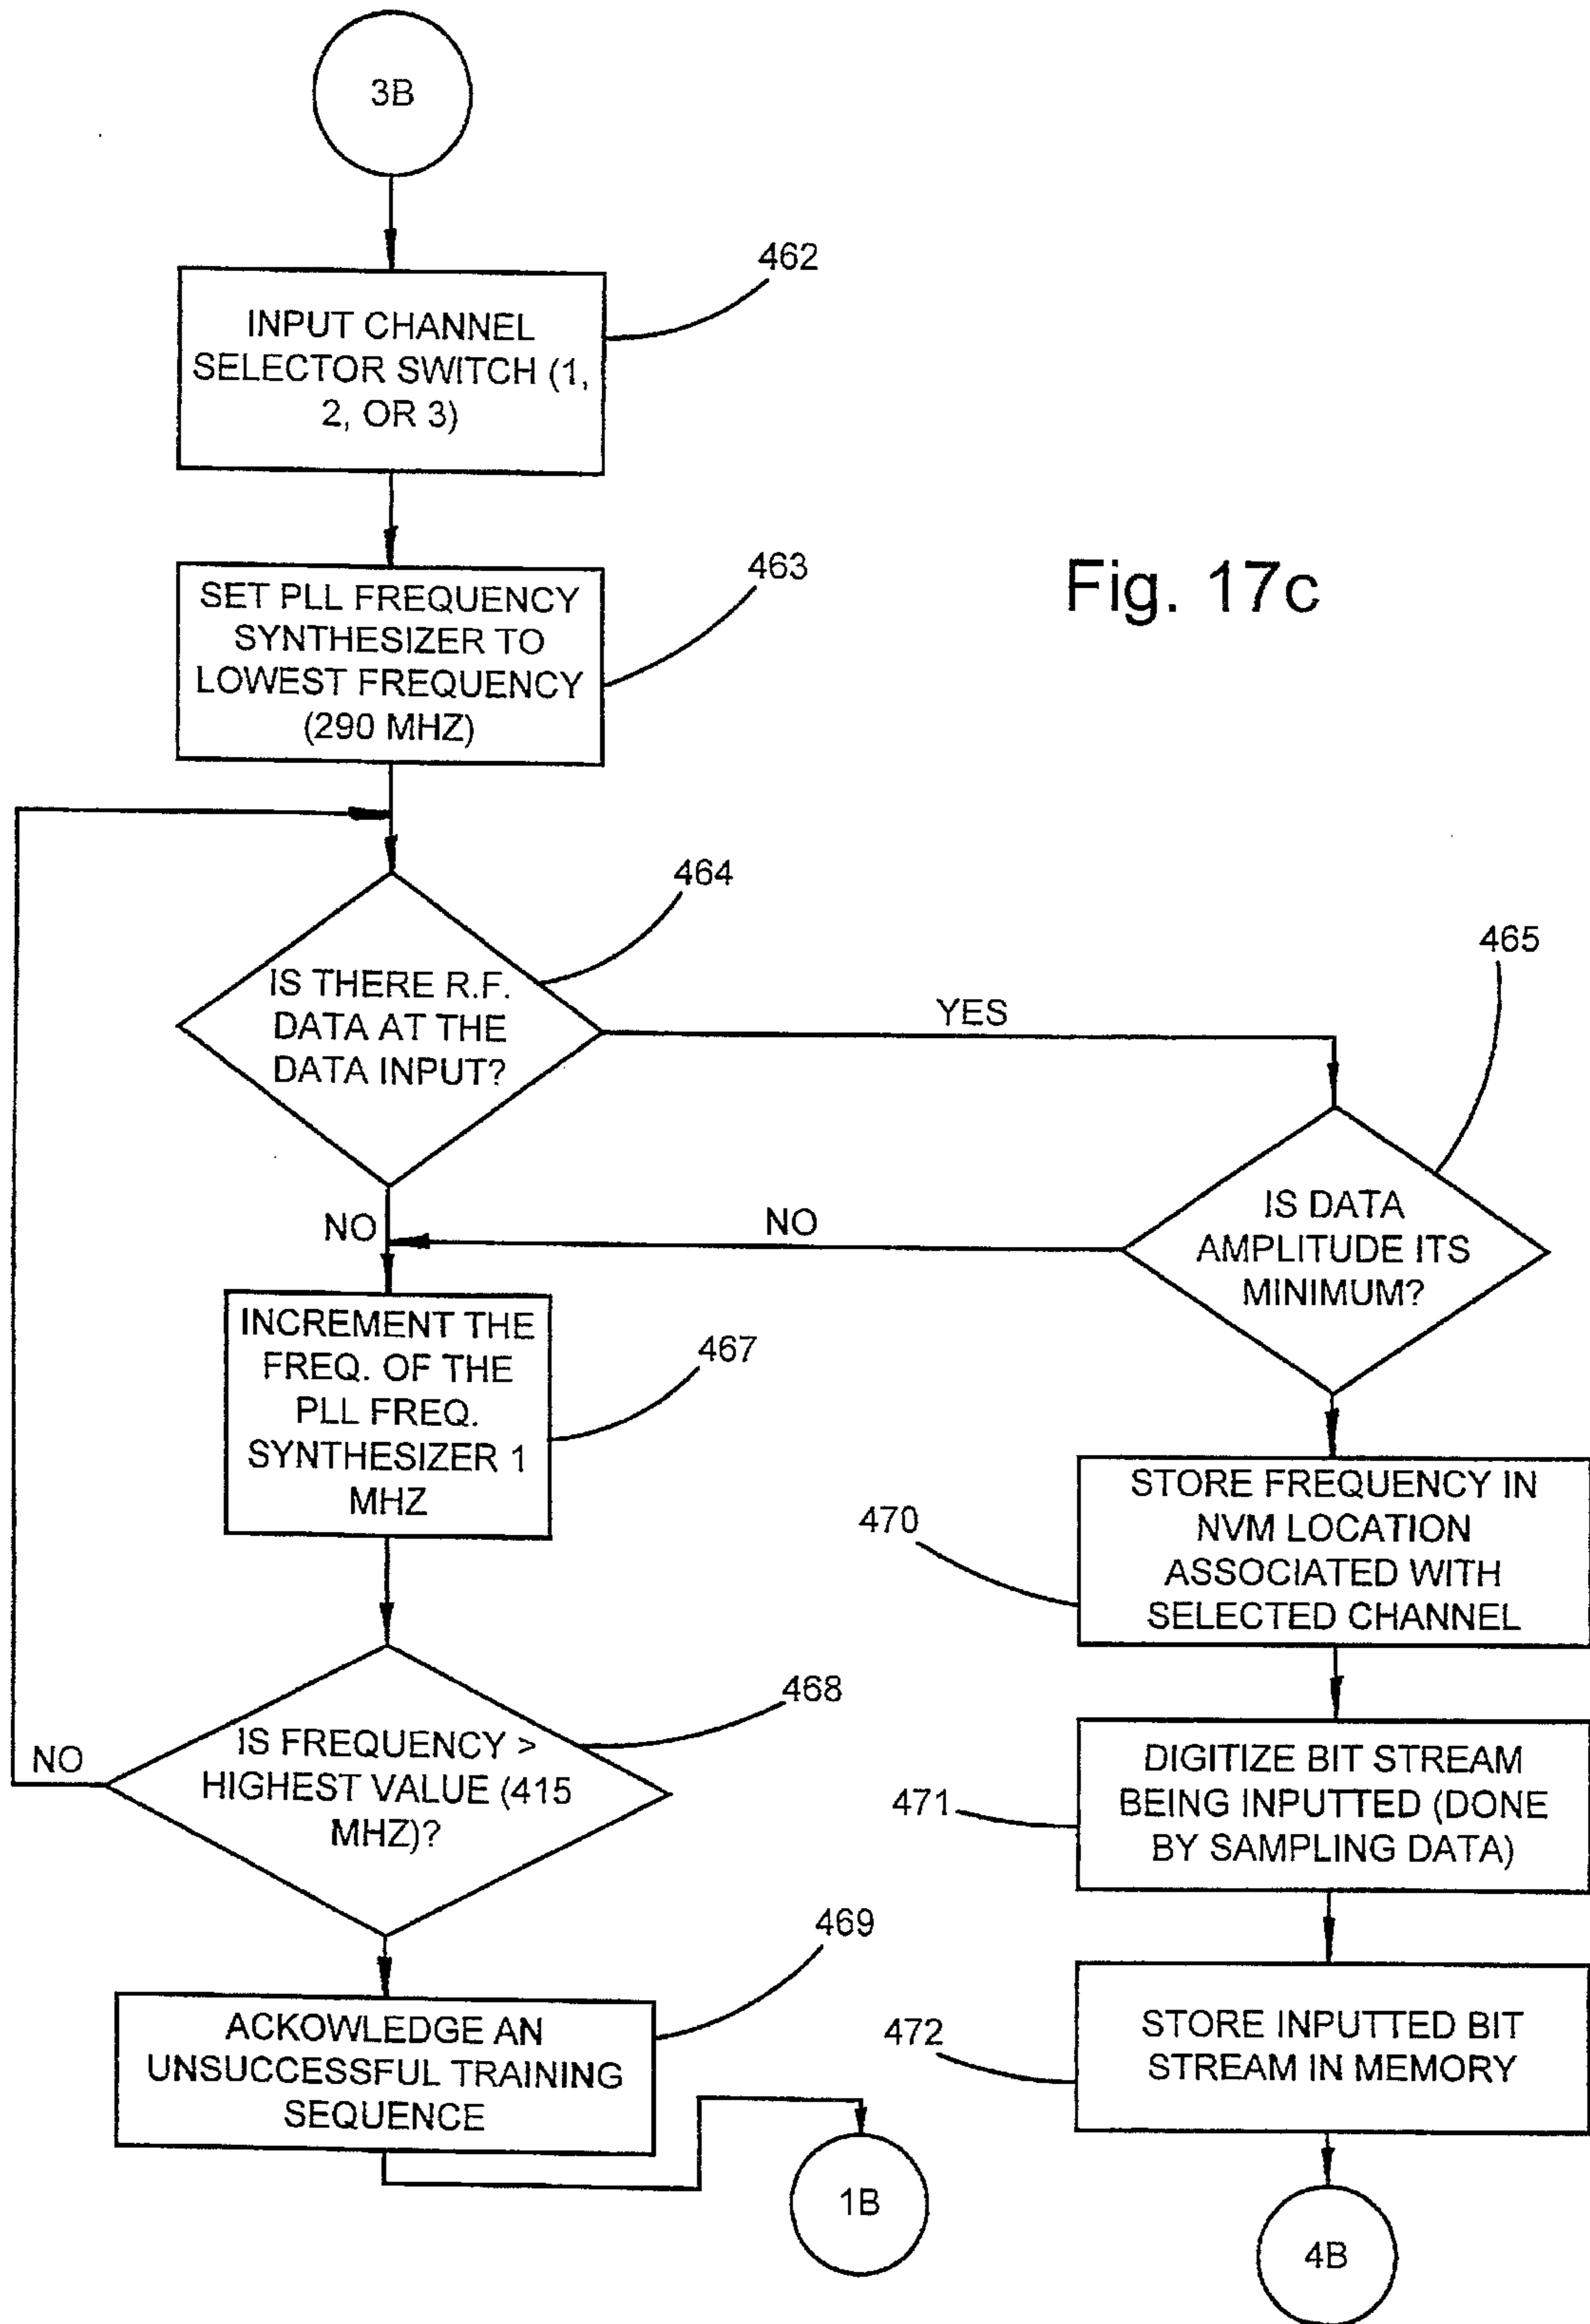 3B
462
INPUT CHANNEL
SELECTOR SWITCH (1,
2, OR 3)
463
SET PLL FREQUENCY
SYNTHESIZER TO
LOWEST FREQUENCY
(290 MHZ)
Fig. 17c
464
IS THERE R.F.
DATA AT THE
DATA INPUT?
YES
465
IS DATA
AMPLITUDE ITS
MINIMUM?
NO
NO
INCREMENT THE
FREQ. OF THE
PLL FREQ.
SYNTHESIZER 1
MHZ
467
470
STORE FREQUENCY IN
NVM LOCATION
ASSOCIATED WITH
SELECTED CHANNEL
468
IS FREQUENCY >
HIGHEST VALUE (415
MHZ)?
NO
471
DIGITIZE BIT STREAM
BEING INPUTTED (DONE
BY SAMPLING DATA)
469
ACKOWLEDGE AN
UNSUCCESSFUL TRAINING
SEQUENCE
472
STORE INPUTTED BIT
STREAM IN MEMORY
1B
4B